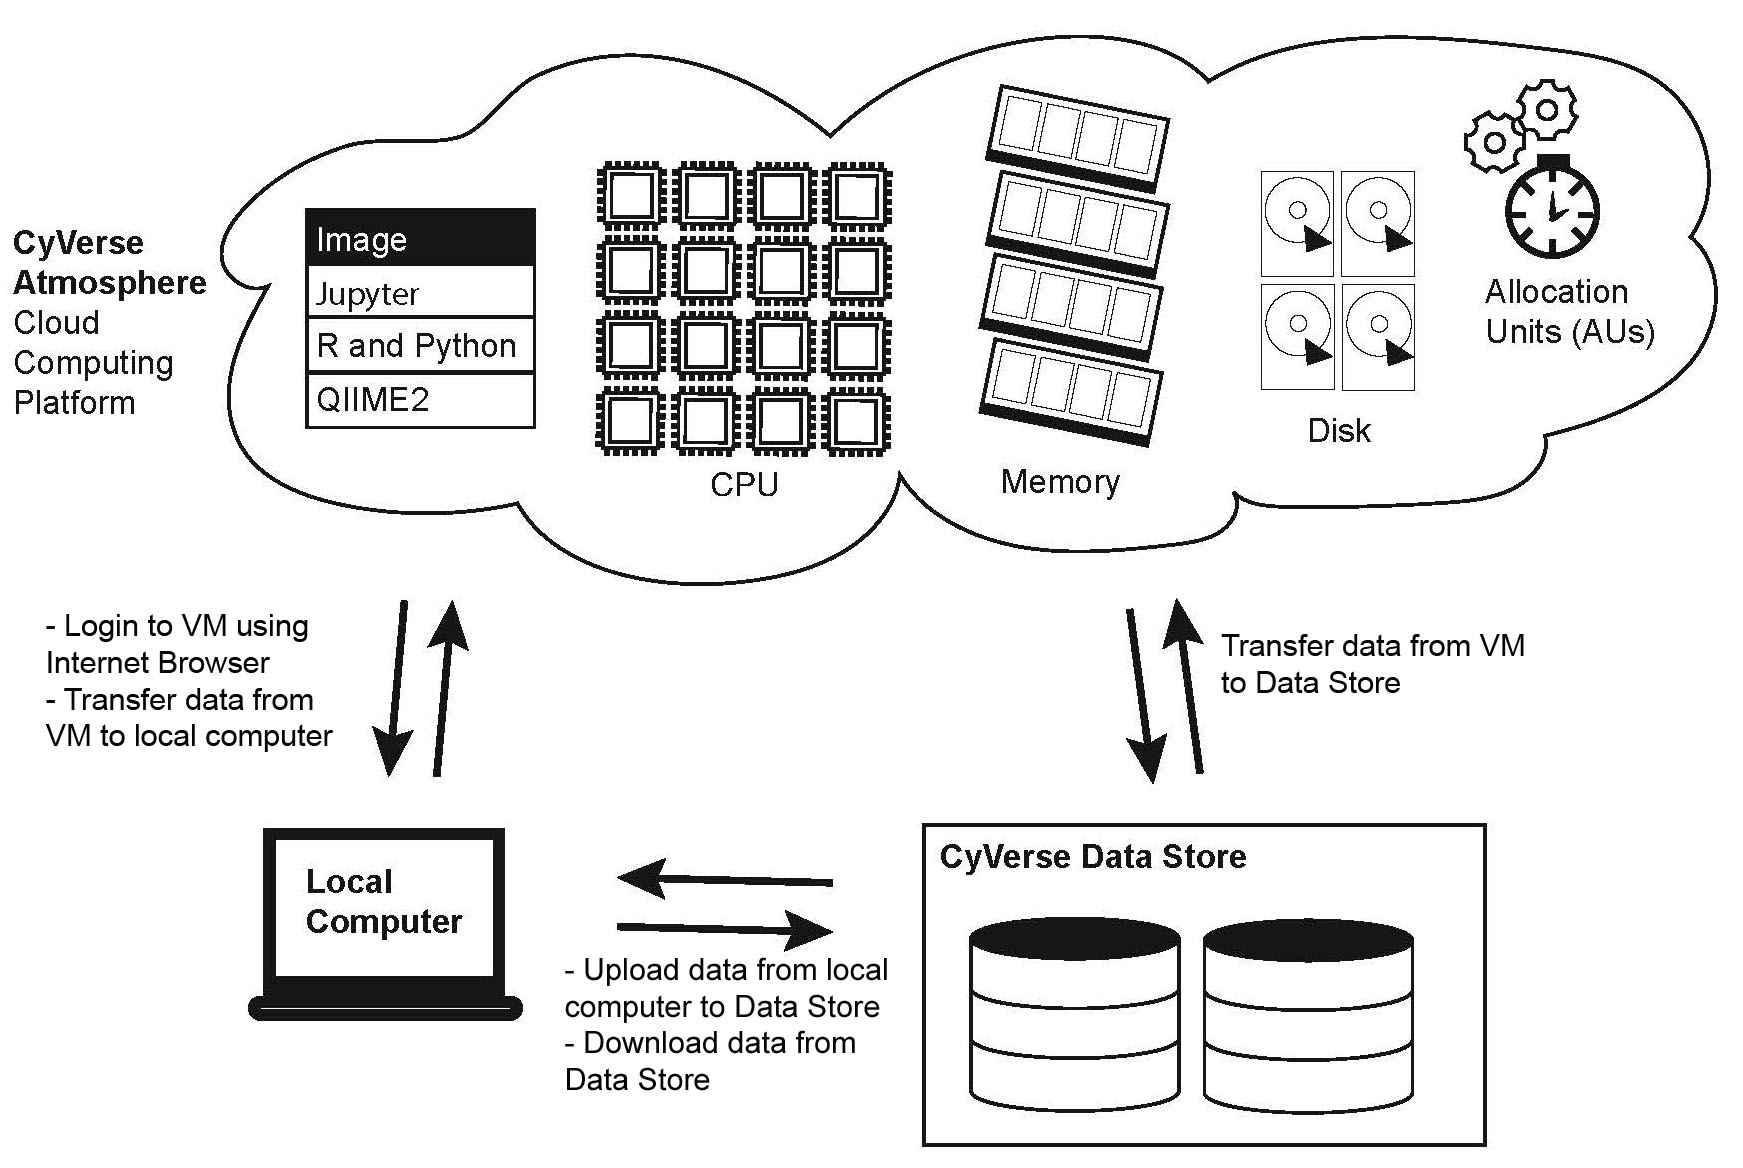 CyVerse
Atmosphere
Cloud
Computing
Platform
Image
Jupyter
R and Python
QIIME2
CPU
Memory
Disk
Allocation
Units (AUs)
- Login to VM using
Internet Browser
- Transfer data from
VM to local computer
Transfer data from VM
to Data Store
Local
Computer
- Upload data from local
computer to Data Store
- Download data from
Data Store
CyVerse Data Store